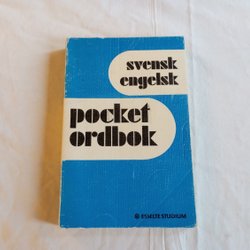 svensk
engelsk
pocket
ordbok
ESSELTE STUDIUM